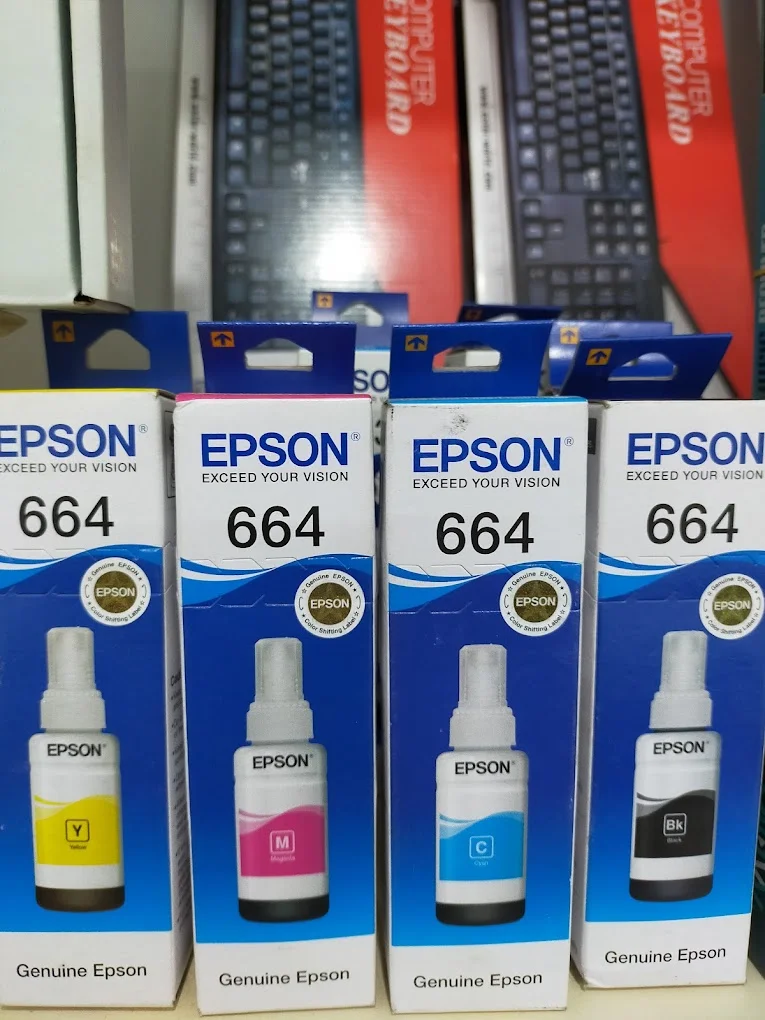 COMPUTER
KEYBOARD
COMPUTER
KEYBOARD
EPSON®
EXCEED YOUR VISION
664
Genuine EPSON
EPSON
Color Shifting Label
EPSON
Y
Yellow
Genuine Epson
EPSON®
EXCEED YOUR VISION
664
Genuine EPSON
EPSON
Color Shifting Label
EPSON
M
Magenta
Genuine Epson
EPSON®
EXCEED YOUR VISION
664
Genuine EPSON
EPSON
Color Shifting Label
EPSON
C
Cyan
Genuine Epson
EPSON
EXCEED YOUR VISION
664
Genuine EPSON
EPSON
Color Shifting Label
EPSON
Bk
Black
Genuine Epson